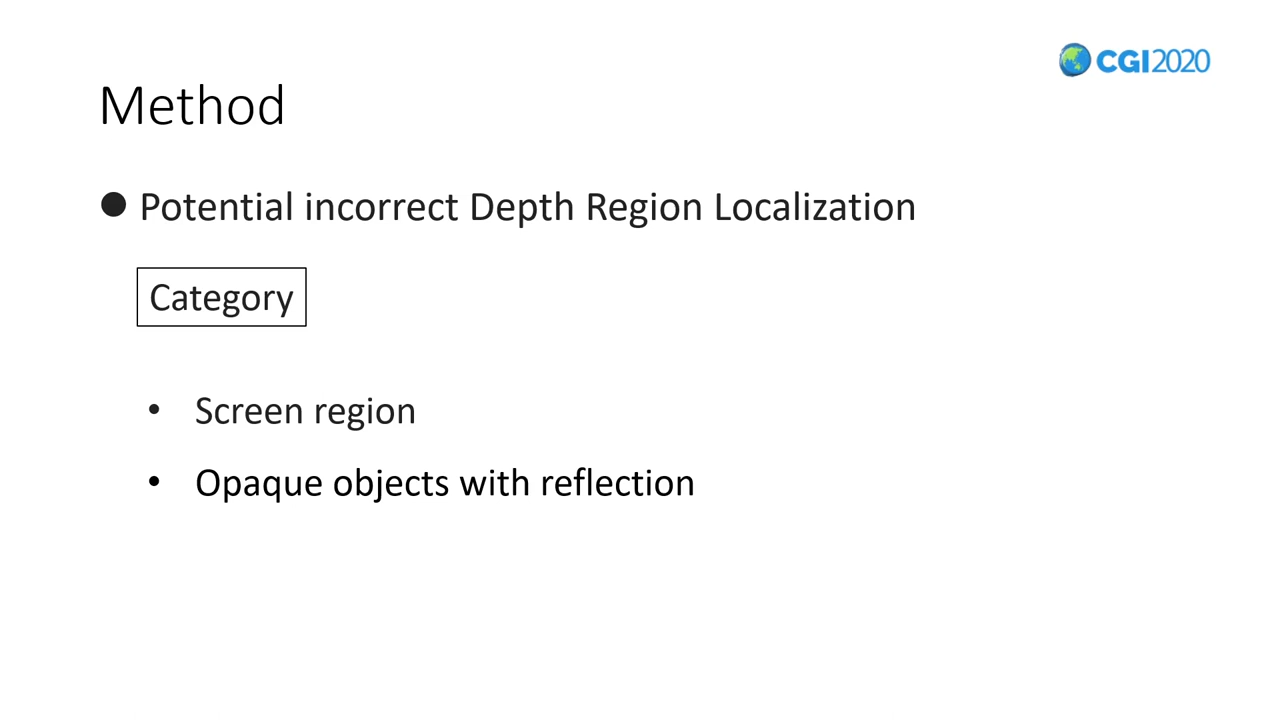 CGI2020
Method
Potential incorrect Depth Region Localization
Category
• Screen region
• Opaque objects with reflection